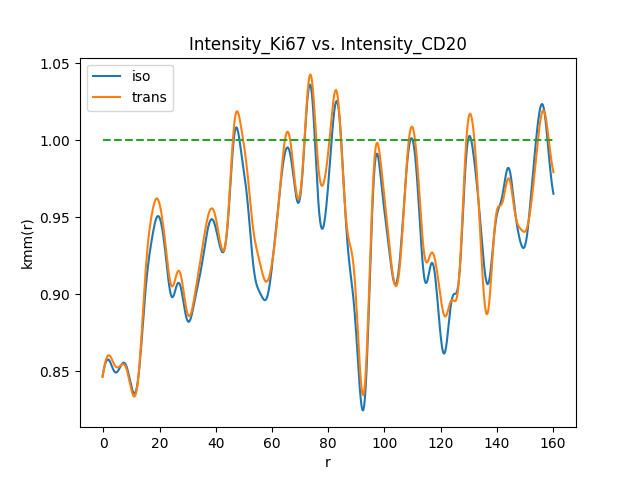 Intensity_Ki67 vs. Intensity_CD20
iso
trans
kmm(r)
1.05
1.00
0.95
0.90
0.85
0 20 40 60 80 100 120 140 160
r